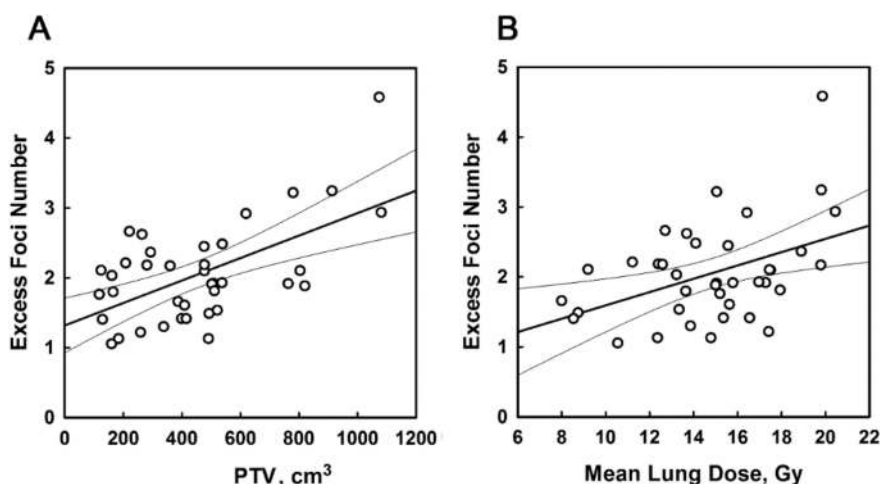 A
B
Excess Foci Number
5
4
3
2
1
0
0 200 400 600 800 1000 1200
PTV, cm³
Excess Foci Number
5
4
3
2
1
0
6 8 10 12 14 16 18 20 22
Mean Lung Dose, Gy